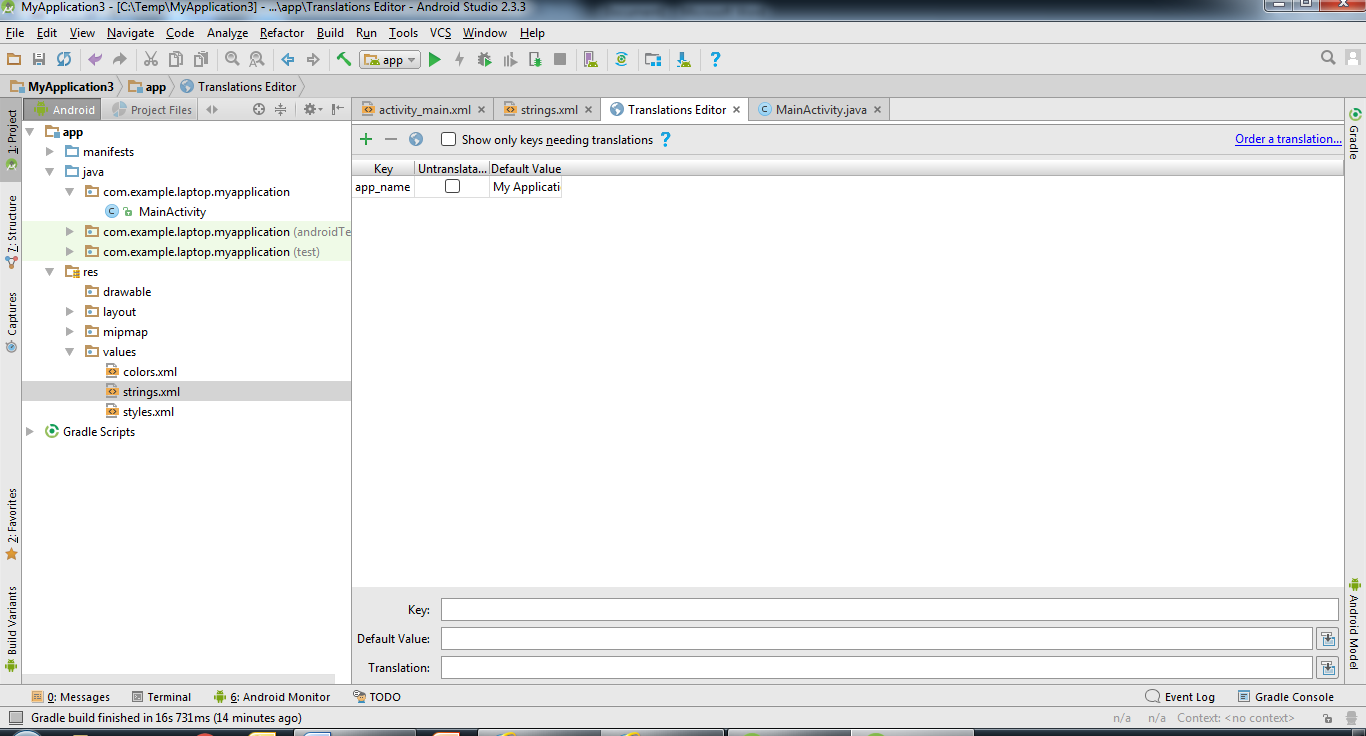 MyApplication3 - [C:\Temp\MyApplication3] - ...\app\Translations Editor - Android Studio 2.3.3
File Edit View Navigate Code Analyze Refactor Build Run Tools VCS Window Help
app
MyApplication3 app Translations Editor
Android Project Files
activity_main.xml strings.xml Translations Editor MainActivity.java
1: Project
7: Structure
Captures
2: Favorites
Build Variants
app
manifests
java
com.example.laptop.myapplication
MainActivity
com.example.laptop.myapplication (androidTe
com.example.laptop.myapplication (test)
res
drawable
layout
mipmap
values
colors.xml
strings.xml
styles.xml
Gradle Scripts
Show only keys needing translations ? Order a translation...
Key Untranslata... Default Value
app_name My Applicati
Key:
Default Value:
Translation:
Gradle
Android Model
0: Messages Terminal 6: Android Monitor TODO Event Log Gradle Console
Gradle build finished in 16s 731ms (14 minutes ago) n/a n/a Context: <no context>